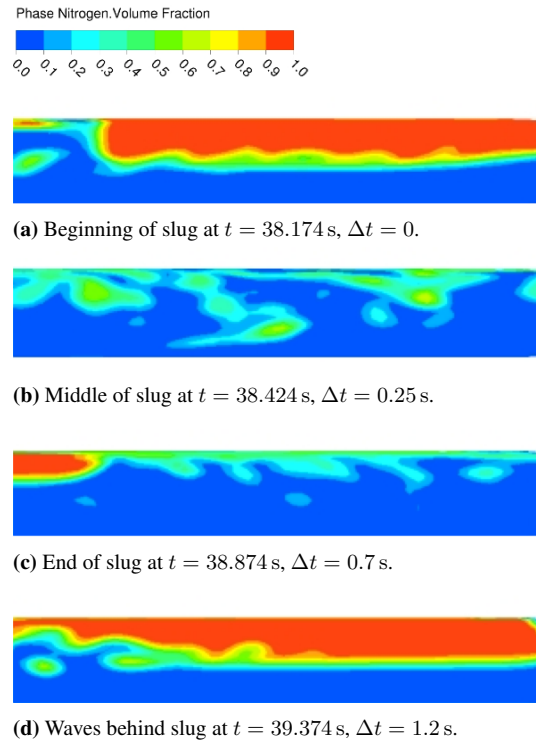 Phase Nitrogen.Volume Fraction
0.0 0.1 0.2 0.3 0.4 0.5 0.6 0.7 0.8 0.9 1.0
(a) Beginning of slug at t = 38.174 s, Δt = 0.
(b) Middle of slug at t = 38.424 s, Δt = 0.25 s.
(c) End of slug at t = 38.874 s, Δt = 0.7 s.
(d) Waves behind slug at t = 39.374 s, Δt = 1.2 s.